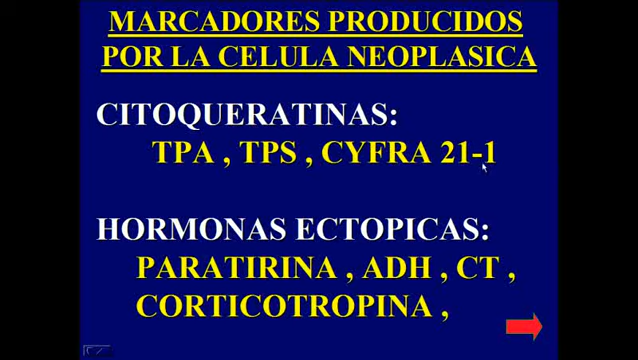 MARCADORES PRODUCIDOS
POR LA CELULA NEOPLASICA
CITOQUERATINAS:
TPA , TPS , CYFRA 21-1
HORMONAS ECTOPICAS:
PARATIRINA , ADH , CT ,
CORTICOTROPINA ,